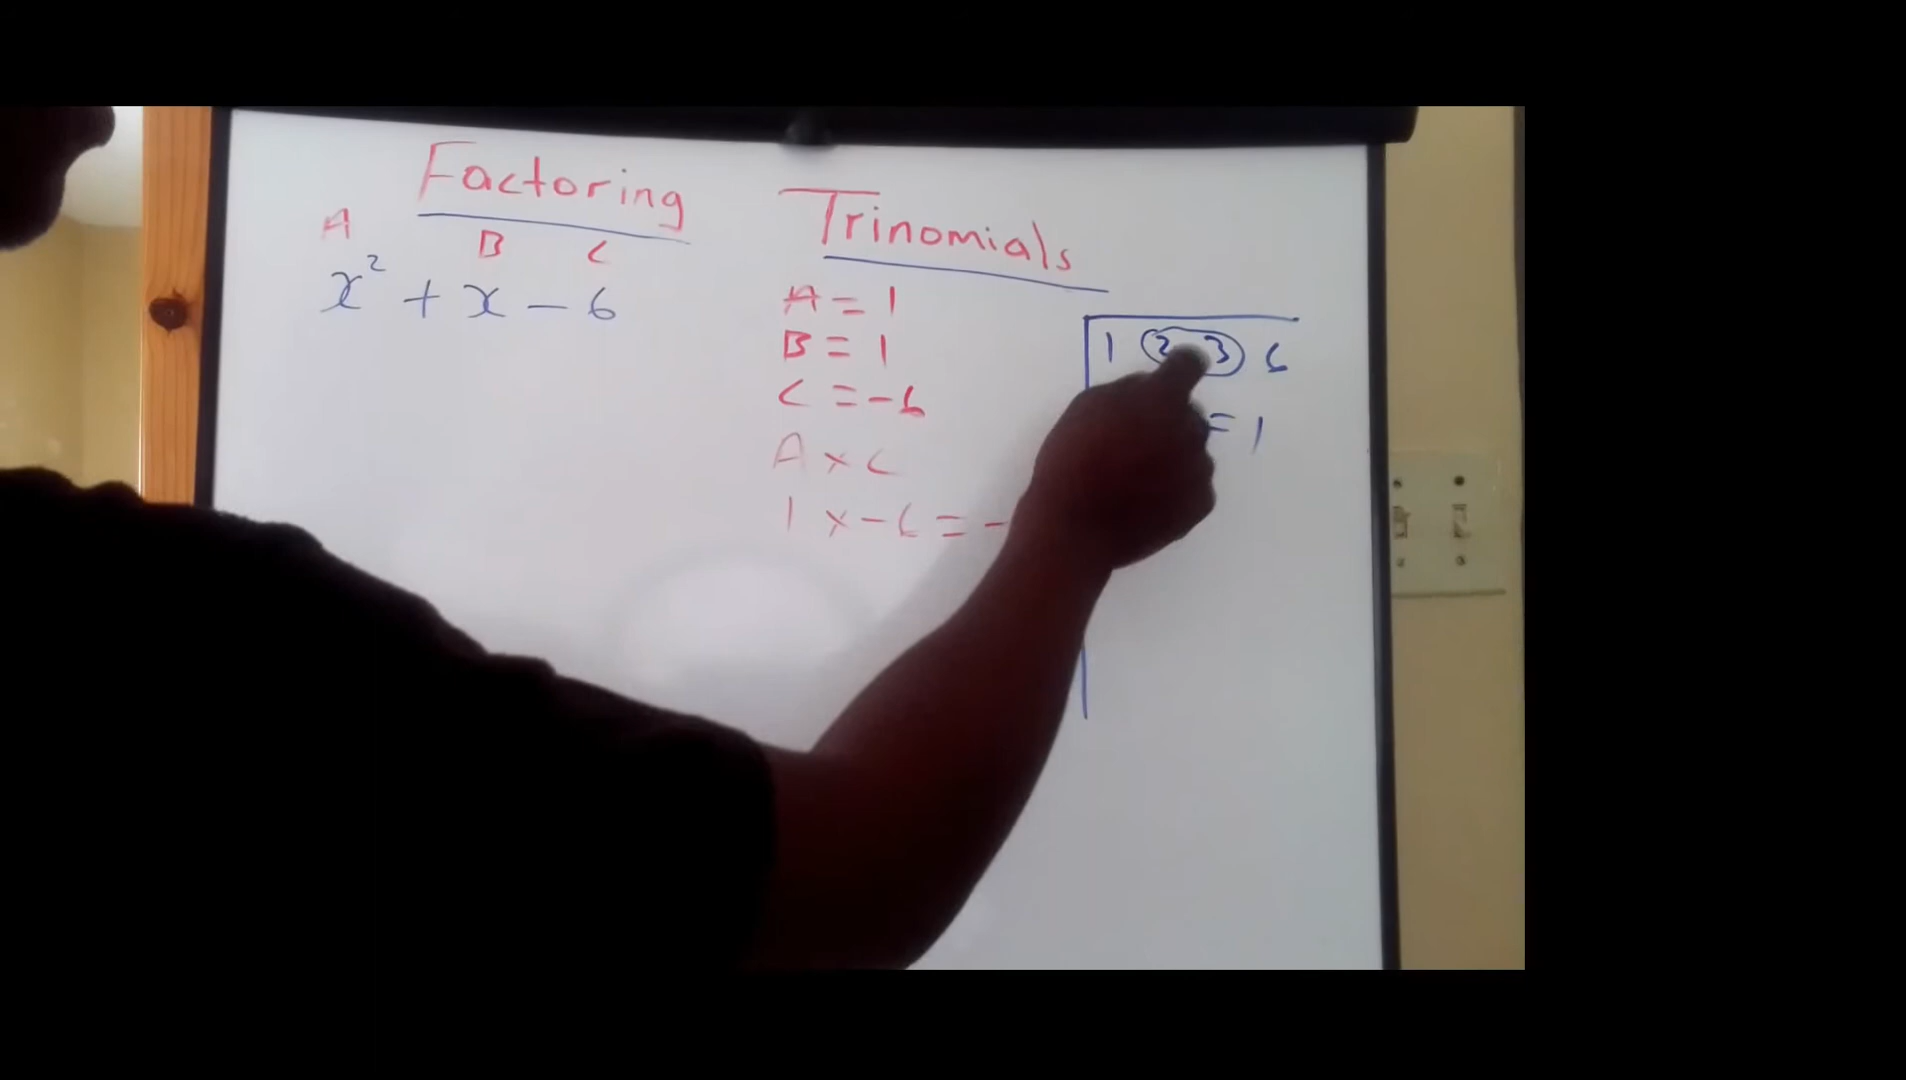 Factoring Trinomials
A B C
x² + x - 6
A = 1
B = 1
C = -6
A x C
1 x -6 = -
1 2 3 6
= 1